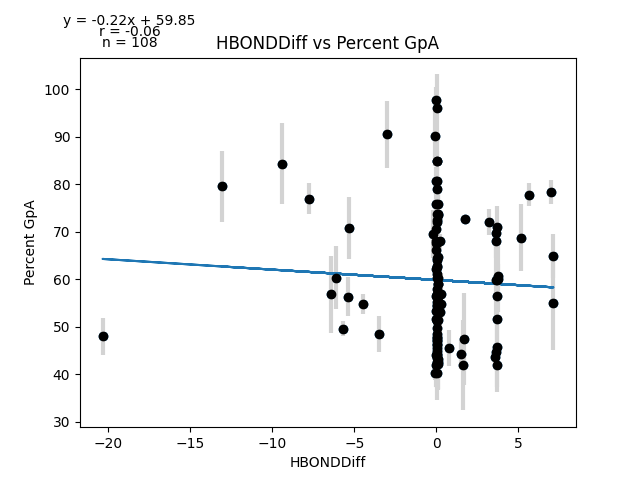 y = -0.22x + 59.85
r = -0.06
n = 108
HBONDDiff vs Percent GpA
Percent GpA
100
90
80
70
60
50
40
30
−20
−15
−10
−5
0
5
HBONDDiff